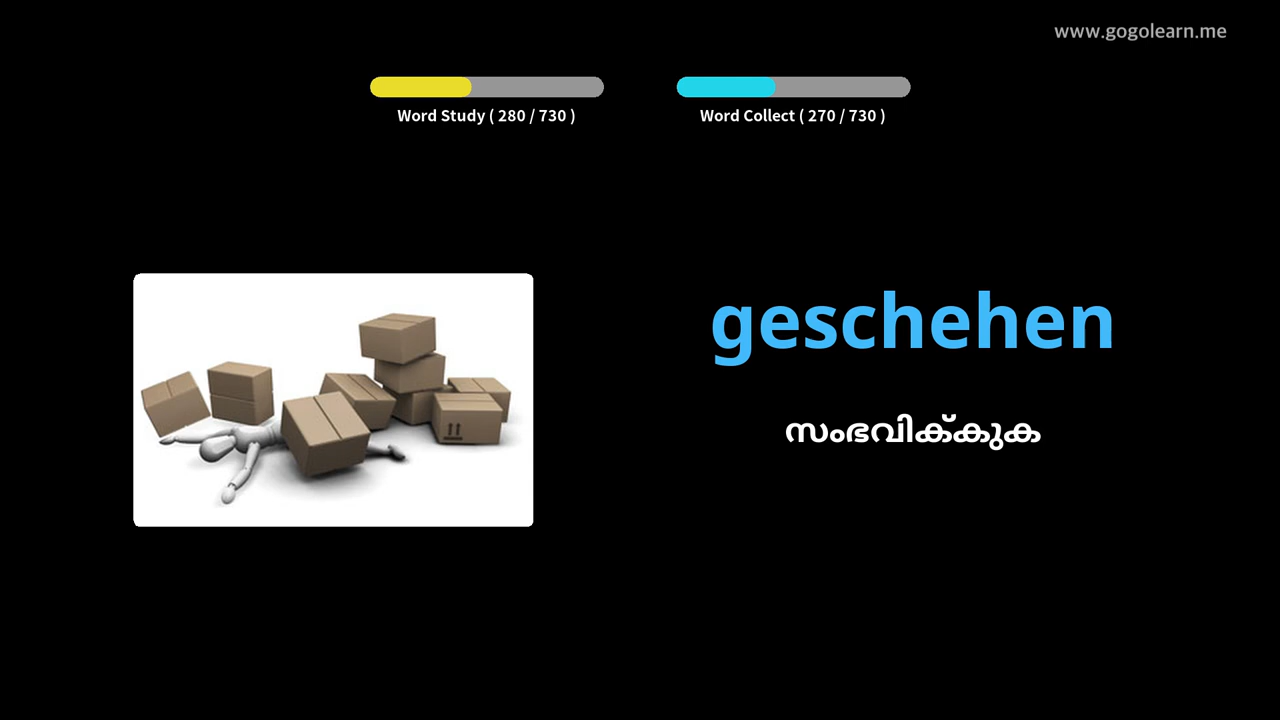 www.gogolearn.me
Word Study ( 280 / 730 )
Word Collect ( 270 / 730 )
geschehen
സംഭവിക്കുക